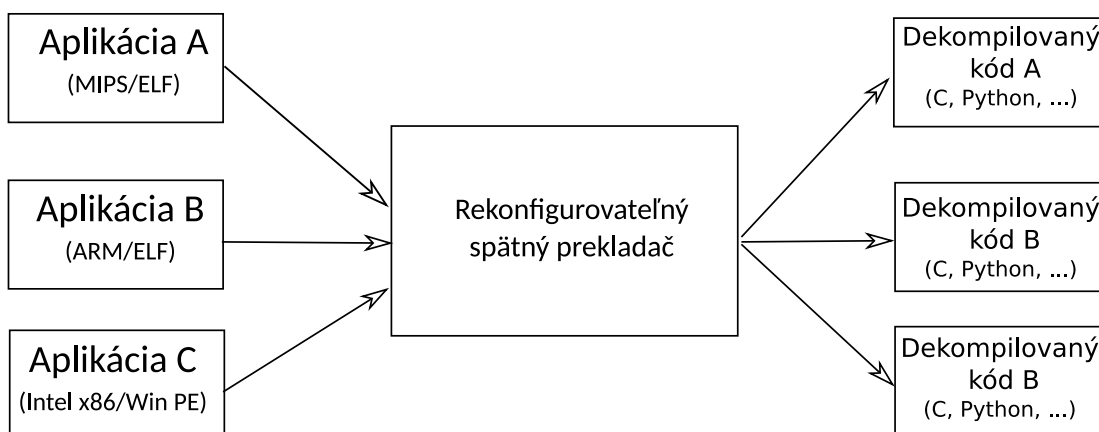 Aplikácia A
(MIPS/ELF)
Aplikácia B
(ARM/ELF)
Aplikácia C
(Intel x86/Win PE)
Rekonfigurovateľný
spätný prekladač
Dekompilovaný
kód A
(C, Python, ...)
Dekompilovaný
kód B
(C, Python, ...)
Dekompilovaný
kód B
(C, Python, ...)